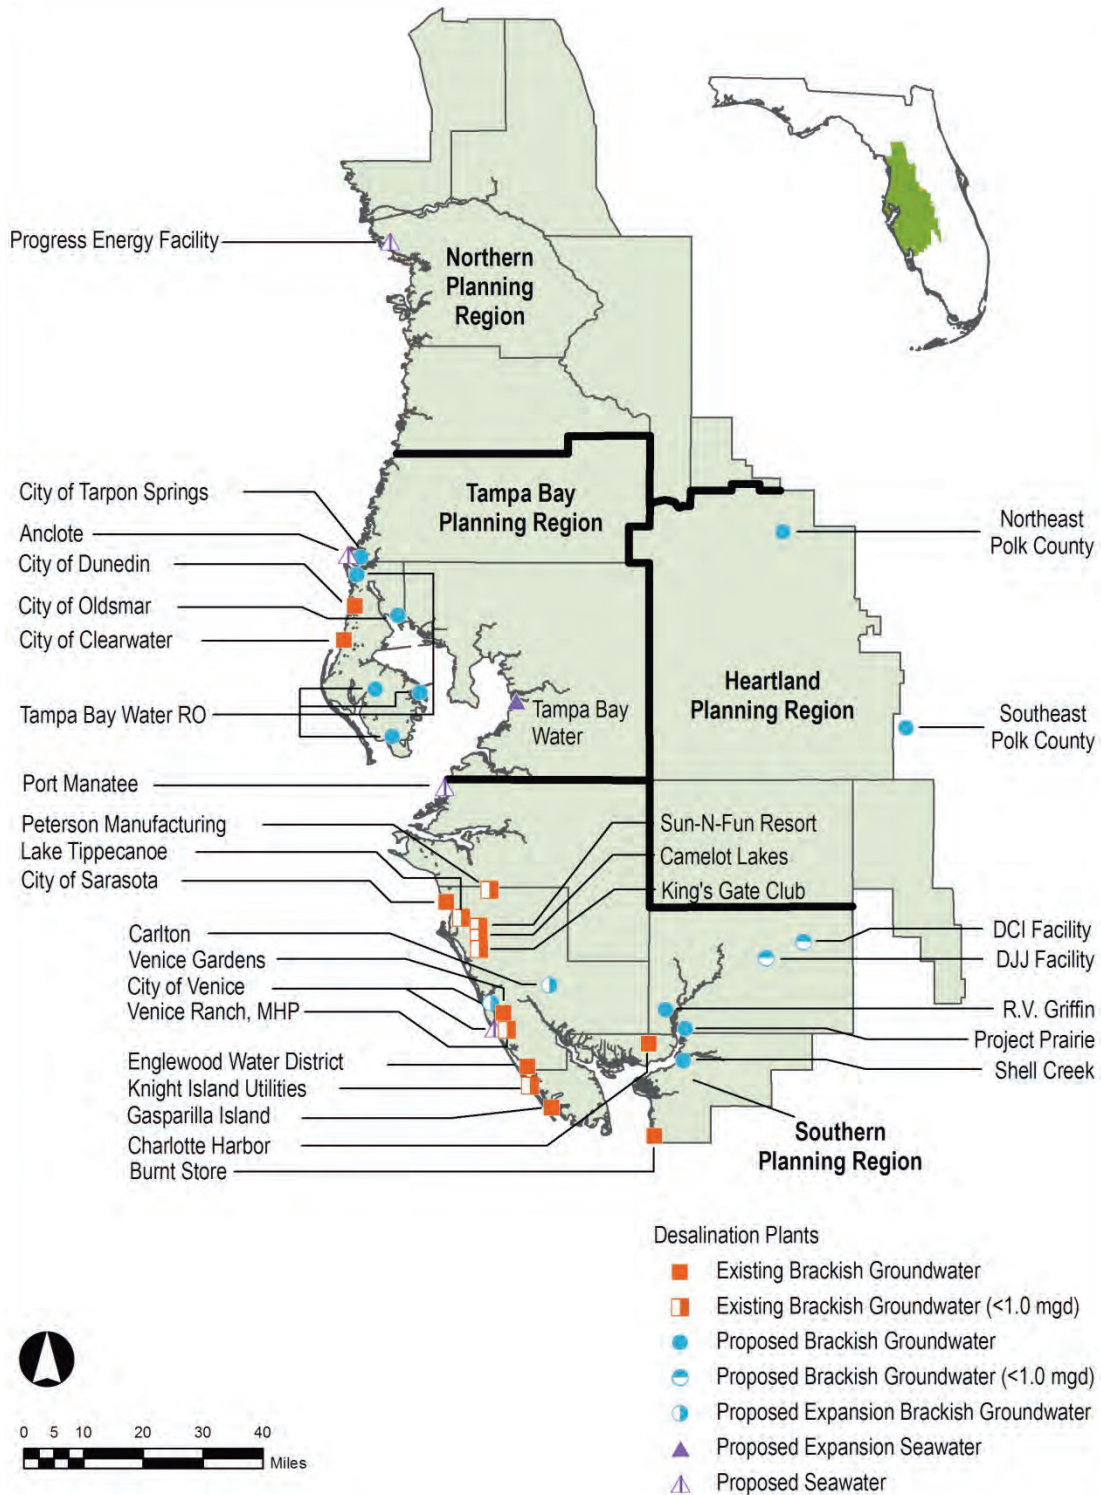 Progress Energy Facility
Northern
Planning
Region
City of Tarpon Springs
Anclote
City of Dunedin
City of Oldsmar
City of Clearwater
Tampa Bay Water RO
Tampa Bay
Planning Region
Northeast
Polk County
Heartland
Planning Region
Southeast
Polk County
Tampa Bay
Water
Port Manatee
Peterson Manufacturing
Lake Tippecanoe
City of Sarasota
Sun-N-Fun Resort
Camelot Lakes
King's Gate Club
Carlton
Venice Gardens
City of Venice
Venice Ranch, MHP
Englewood Water District
Knight Island Utilities
Gasparilla Island
Charlotte Harbor
Burnt Store
DCI Facility
DJJ Facility
R.V. Griffin
Project Prairie
Shell Creek
Southern
Planning Region
Desalination Plants
Existing Brackish Groundwater
Existing Brackish Groundwater (<1.0 mgd)
Proposed Brackish Groundwater
Proposed Brackish Groundwater (<1.0 mgd)
Proposed Expansion Brackish Groundwater
Proposed Expansion Seawater
Proposed Seawater
0 5 10 20 30 40
Miles